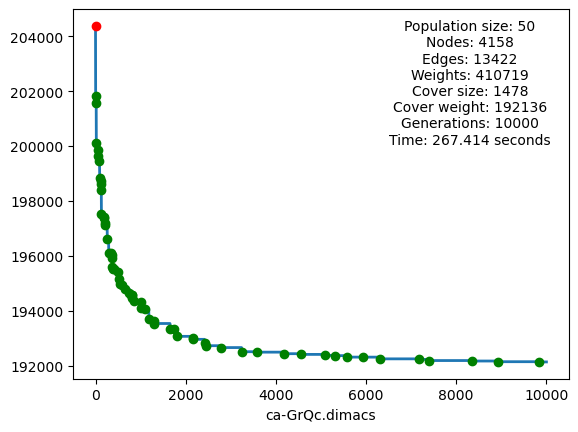 Population size: 50
Nodes: 4158
Edges: 13422
Weights: 410719
Cover size: 1478
Cover weight: 192136
Generations: 10000
Time: 267.414 seconds
204000
202000
200000
198000
196000
194000
192000
0 2000 4000 6000 8000 10000
ca-GrQc.dimacs